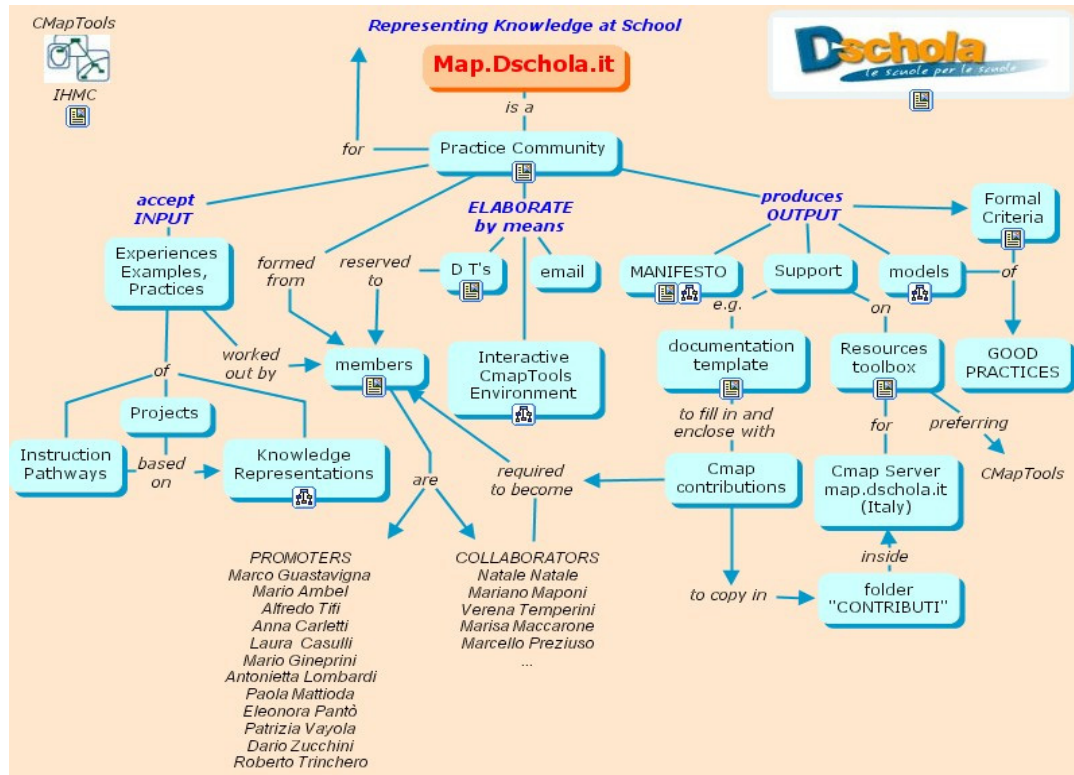 CMapTools
IHMC
Representing Knowledge at School
Map.Dschola.it
Dschola
le scuole per le scuole
is a
for
Practice Community
accept
INPUT
ELABORATE
by means
produces
OUTPUT
Formal
Criteria
Experiences
Examples,
Practices
formed
from
reserved
to
D T's
email
MANIFESTO
Support
models
of
e.g.
on
worked
out by
members
Interactive
CmapTools
Environment
documentation
template
Resources
toolbox
GOOD
PRACTICES
of
Projects
Instruction
Pathways
based
on
Knowledge
Representations
are
required
to become
to fill in and
enclose with
for
preferring
CMapTools
Cmap
contributions
Cmap Server
map.dschola.it
(Italy)
inside
to copy in
folder
"CONTRIBUTI"
PROMOTERS
Marco Guastavigna
Mario Ambel
Alfredo Tifi
Anna Carletti
Laura Casulli
Mario Gineprini
Antonietta Lombardi
Paola Mattioda
Eleonora Pantò
Patrizia Vayola
Dario Zucchini
Roberto Trinchero
COLLABORATORS
Natale Natale
Mariano Maponi
Verena Temperini
Marisa Maccarone
Marcello Preziuso
...